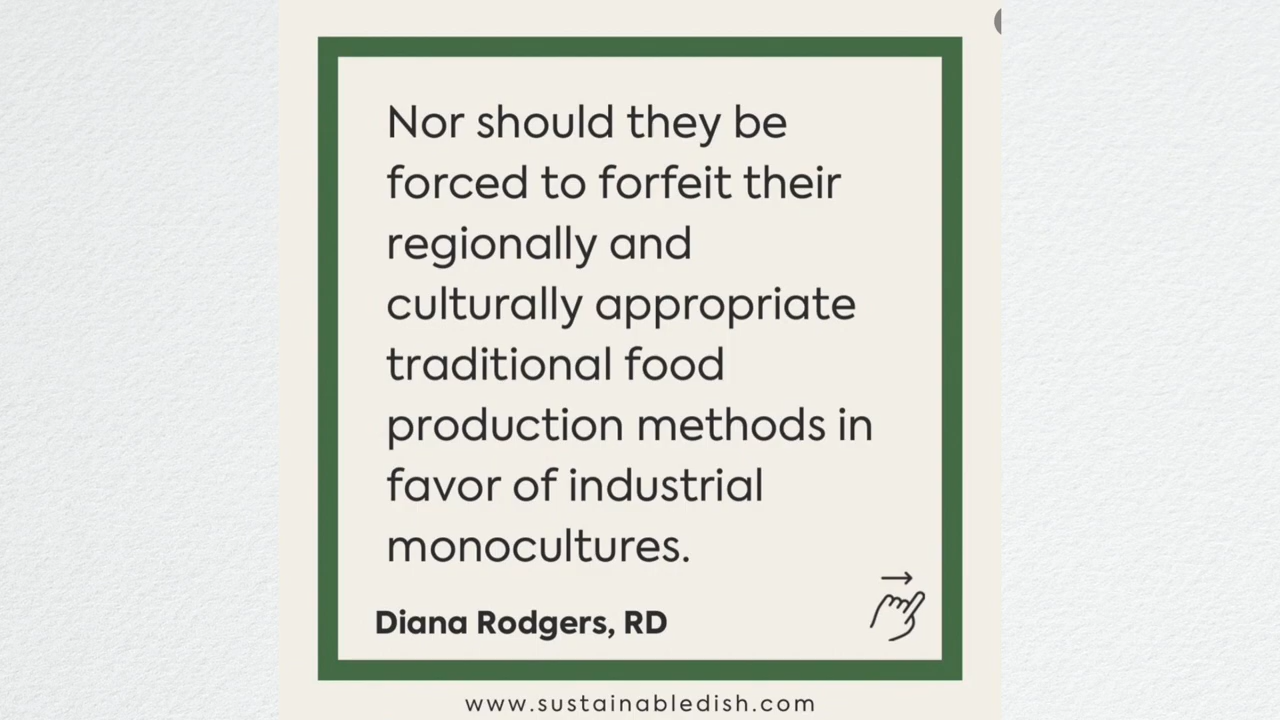 Nor should they be
forced to forfeit their
regionally and
culturally appropriate
traditional food
production methods in
favor of industrial
monocultures.
Diana Rodgers, RD
www.sustainabledish.com